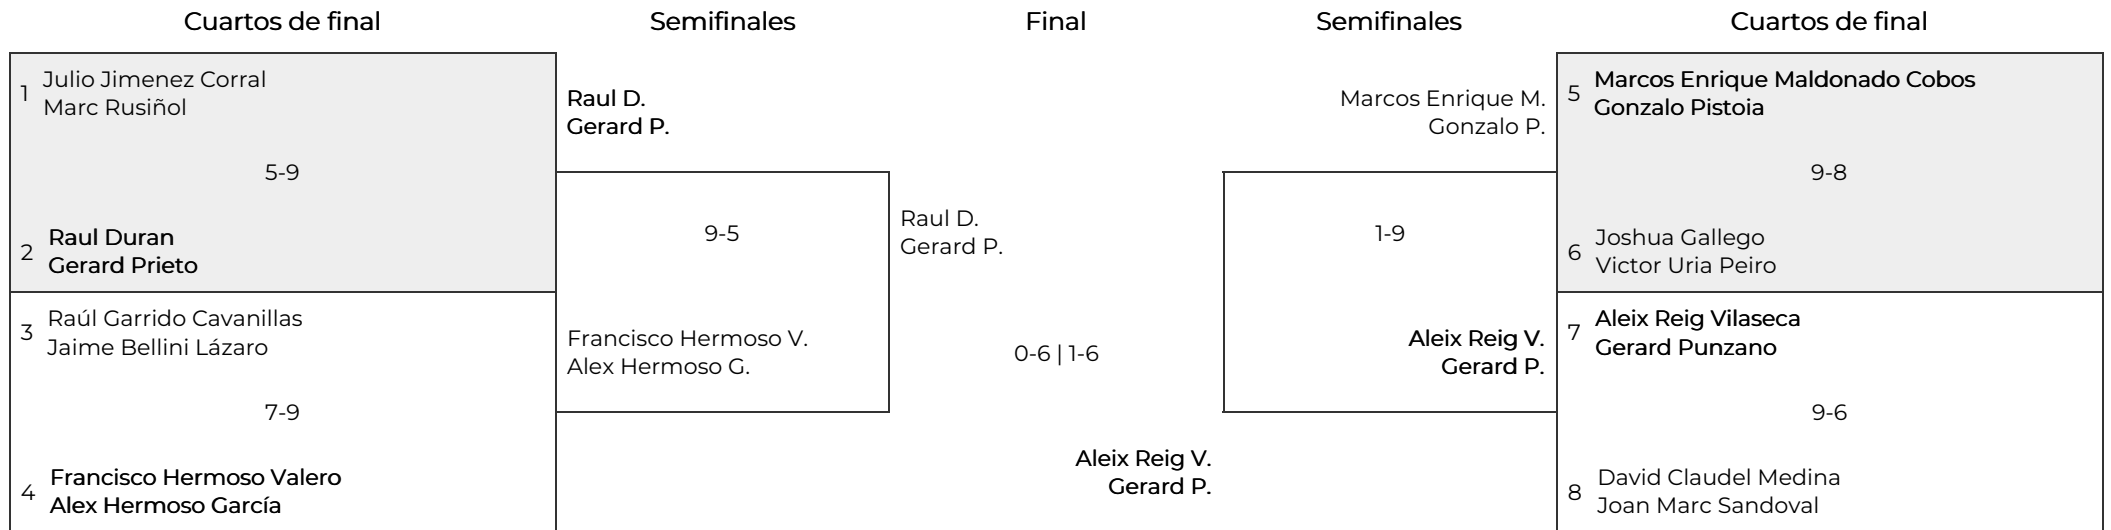 Cuartos de final
Semifinales
Final
Semifinales
Cuartos de final
1
Julio Jimenez Corral
Marc Rusiñol
5-9
2
Raul Duran
Gerard Prieto
3
Raúl Garrido Cavanillas
Jaime Bellini Lázaro
7-9
4
Francisco Hermoso Valero
Alex Hermoso García
Raul D.
Gerard P.
9-5
Francisco Hermoso V.
Alex Hermoso G.
Raul D.
Gerard P.
0-6 | 1-6
Aleix Reig V.
Gerard P.
Marcos Enrique M.
Gonzalo P.
1-9
Aleix Reig V.
Gerard P.
5
Marcos Enrique Maldonado Cobos
Gonzalo Pistoia
9-8
6
Joshua Gallego
Victor Uria Peiro
7
Aleix Reig Vilaseca
Gerard Punzano
9-6
8
David Claudel Medina
Joan Marc Sandoval